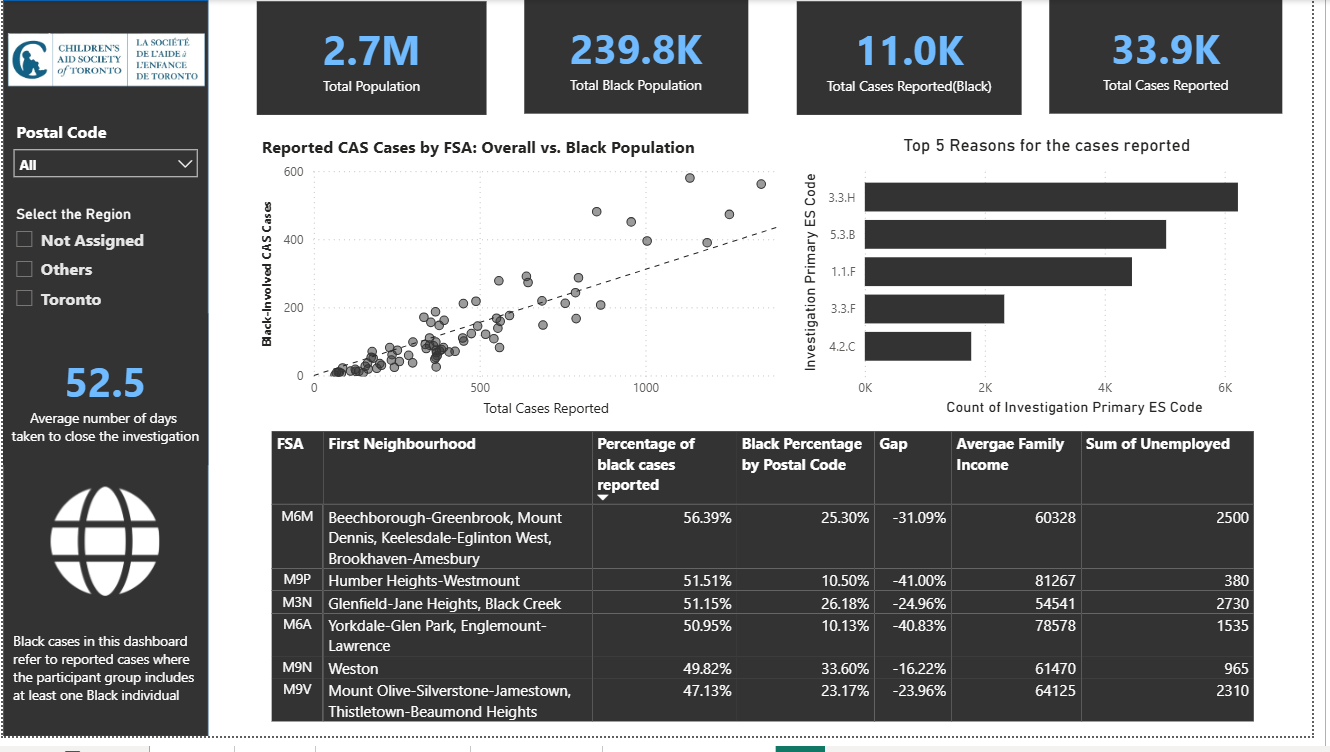 CHILDREN'S
AID SOCIETY
of TORONTO
LA SOCIÉTÉ
DE L'AIDE à
L'ENFANCE
DE TORONTO
Postal Code
All
Select the Region
Not Assigned
Others
Toronto
52.5
Average number of days
taken to close the investigation
Black cases in this dashboard
refer to reported cases where
the participant group includes
at least one Black individual
2.7M
Total Population
239.8K
Total Black Population
11.0K
Total Cases Reported(Black)
33.9K
Total Cases Reported
Reported CAS Cases by FSA: Overall vs. Black Population
Black-Involved CAS Cases
600
400
200
0
0 500 1000
Total Cases Reported
Top 5 Reasons for the cases reported
Investigation Primary ES Code
3.3.H
5.3.B
1.1.F
3.3.F
4.2.C
0K 2K 4K 6K
Count of Investigation Primary ES Code
FSA First Neighbourhood Percentage of Black Percentage Gap Avergae Family Sum of Unemployed
black cases by Postal Code Income
reported
M6M Beechborough-Greenbrook, Mount 56.39% 25.30% -31.09% 60328 2500
Dennis, Keelesdale-Eglinton West,
Brookhaven-Amesbury
M9P Humber Heights-Westmount 51.51% 10.50% -41.00% 81267 380
M3N Glenfield-Jane Heights, Black Creek 51.15% 26.18% -24.96% 54541 2730
M6A Yorkdale-Glen Park, Englemount- 50.95% 10.13% -40.83% 78578 1535
Lawrence
M9N Weston 49.82% 33.60% -16.22% 61470 965
M9V Mount Olive-Silverstone-Jamestown, 47.13% 23.17% -23.96% 64125 2310
Thistletown-Beaumond Heights